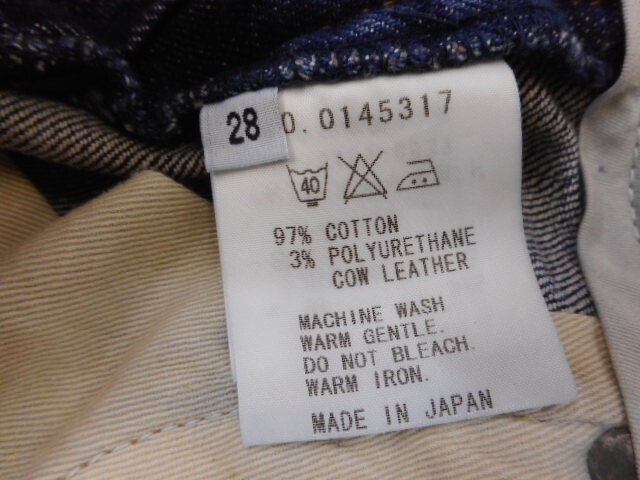 28
0.0145317
40
97% COTTON
3% POLYURETHANE
COW LEATHER
MACHINE WASH
WARM GENTLE.
DO NOT BLEACH.
WARM IRON.
MADE IN JAPAN